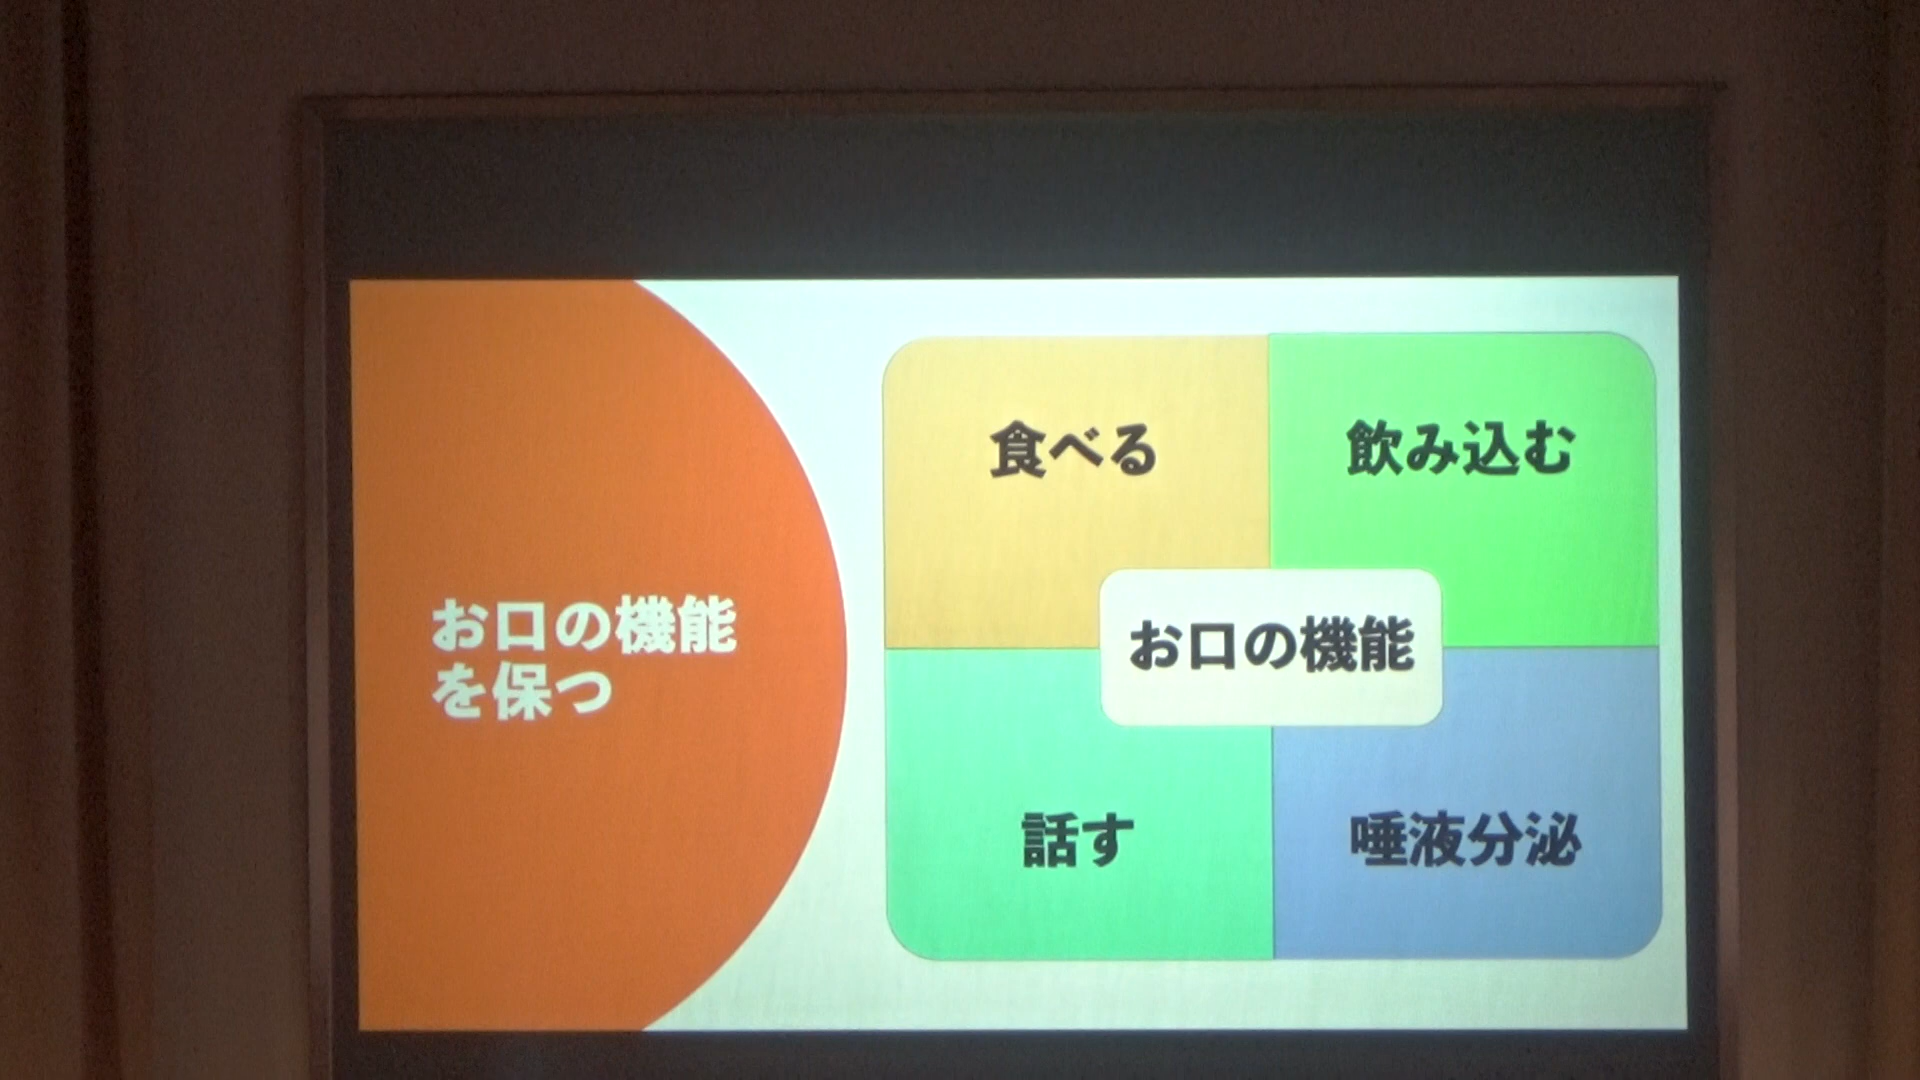 お口の機能
を保つ
食べる
飲み込む
お口の機能
話す
唾液分泌